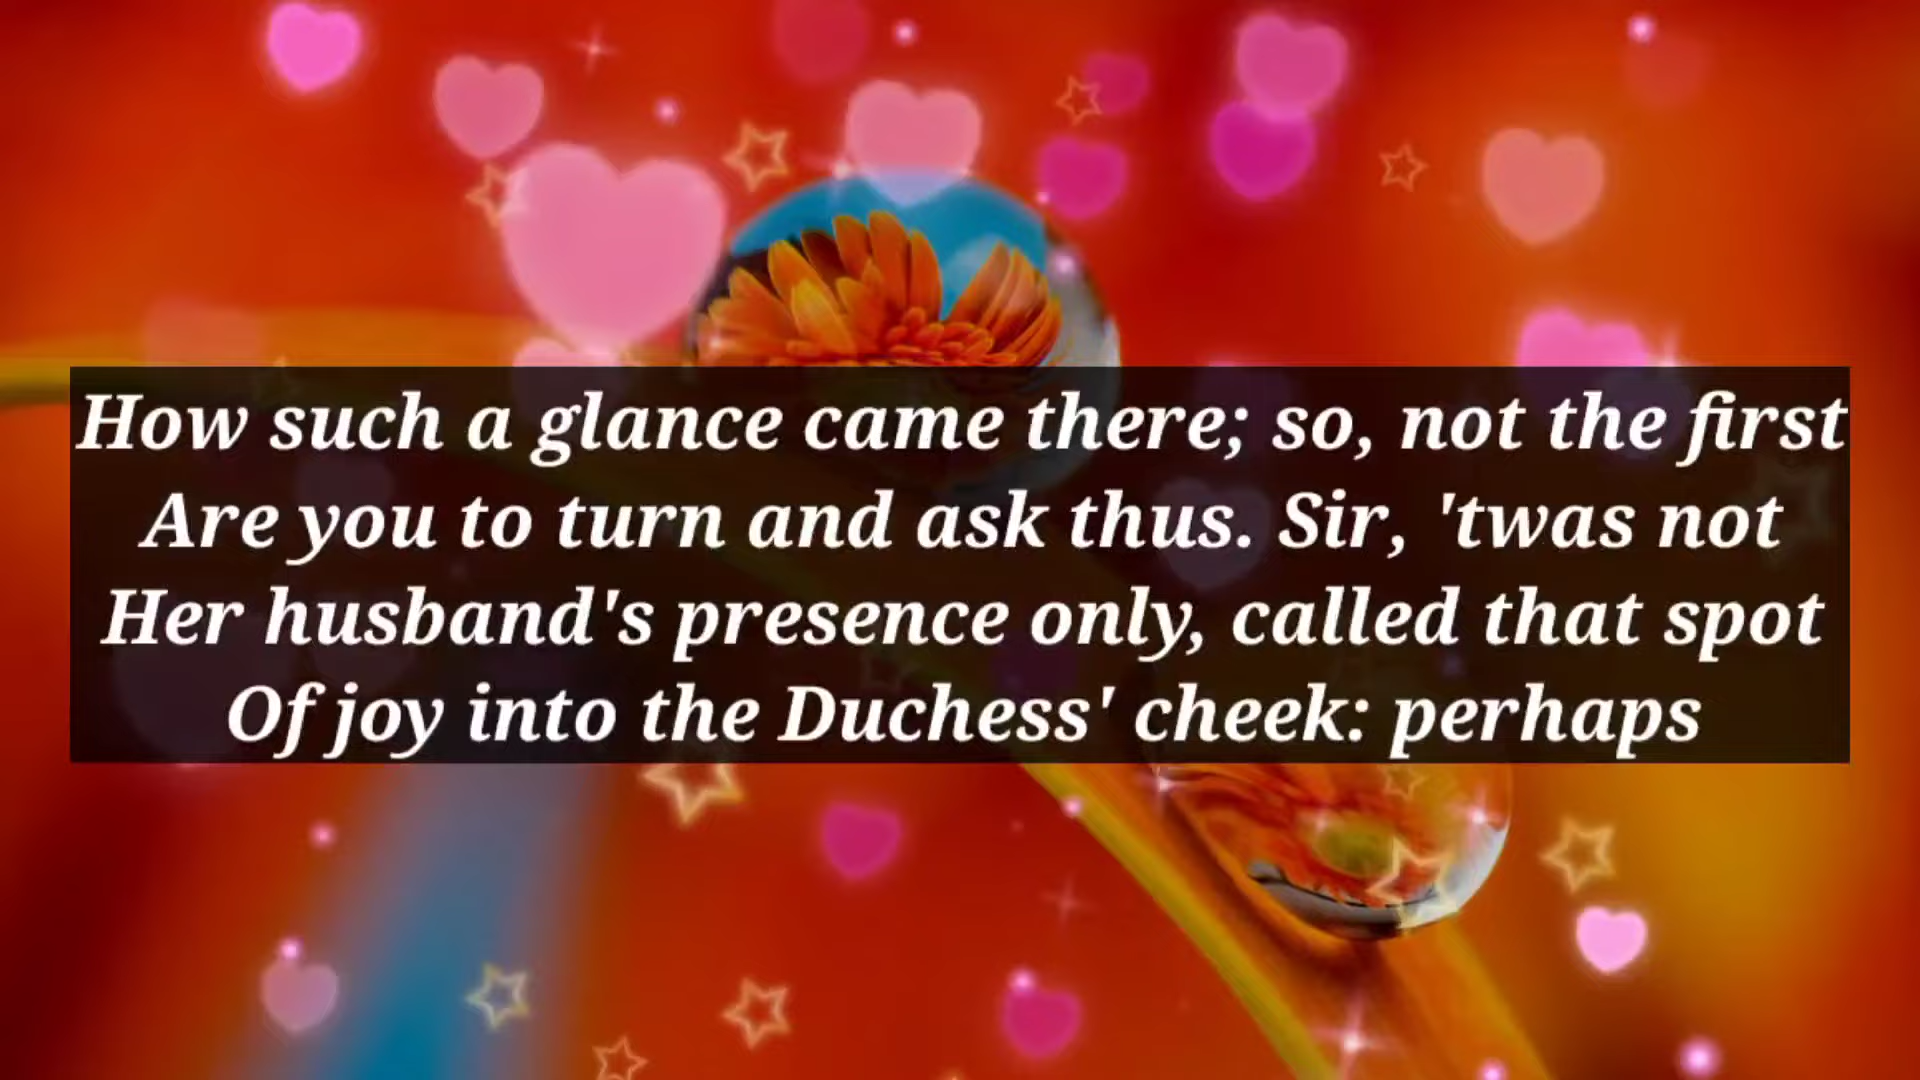 How such a glance came there; so, not the first
Are you to turn and ask thus. Sir, 'twas not
Her husband's presence only, called that spot
Of joy into the Duchess' cheek: perhaps